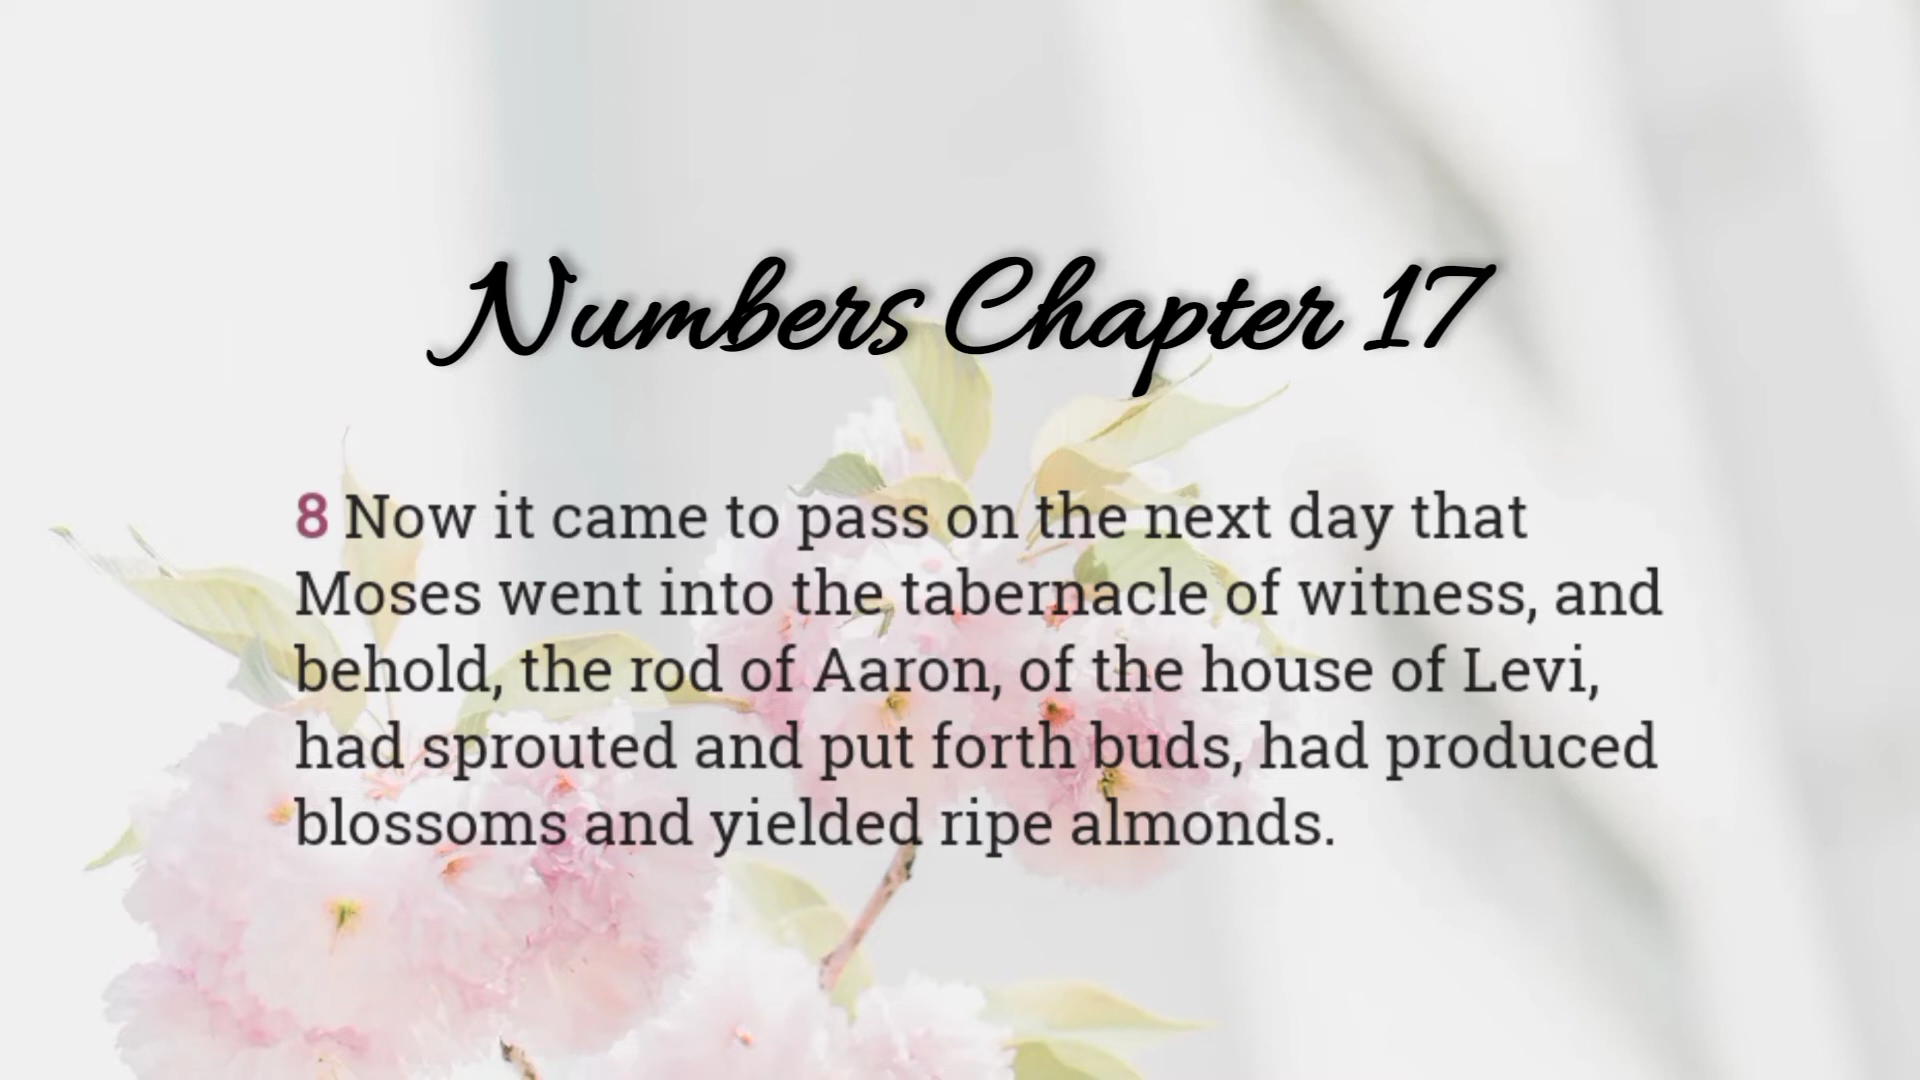 Numbers Chapter 17
8 Now it came to pass on the next day that
Moses went into the tabernacle of witness, and
behold, the rod of Aaron, of the house of Levi,
had sprouted and put forth buds, had produced
blossoms and yielded ripe almonds.